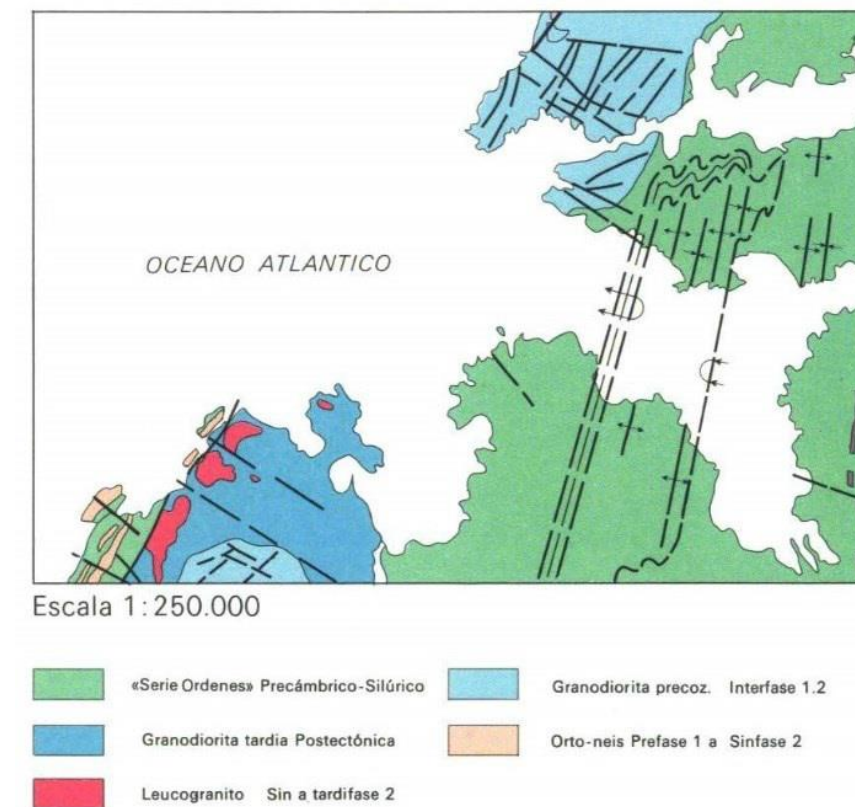 OCEANO ATLANTICO
Escala 1:250.000
«Serie Ordenes» Precámbrico-Silúrico
Granodiorita precoz. Interfase 1.2
Granodiorita tardia Postectónica
Orto-neis Prefase 1 a Sinfase 2
Leucogranito Sin a tardifase 2